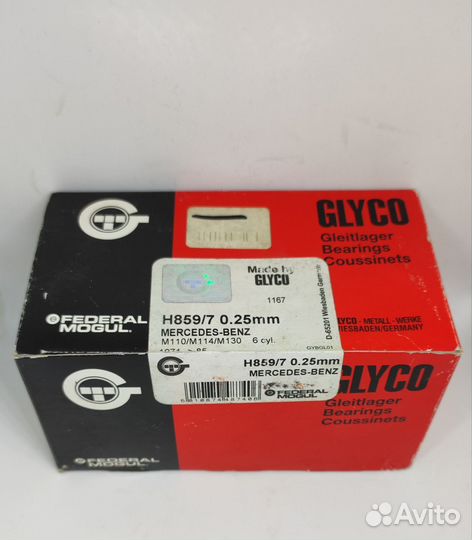 GLYCO
Gleitlager
Bearings
Coussinets
Made by
GLYCO
1167
D-65201 Wiesbaden
FEDERAL
MOGUL
H859/7 0.25mm
MERCEDES-BENZ
M110/M114/M130 6 cyl.
GLYCO - METALL - WERKE
WIESBADEN/GERMANY
H859/7 0.25mm
MERCEDES-BENZ
FEDERAL
MOGUL
GLYCO
Gleitlager
Bearings
Coussinets
FEDERAL
MOGUL.
Avito